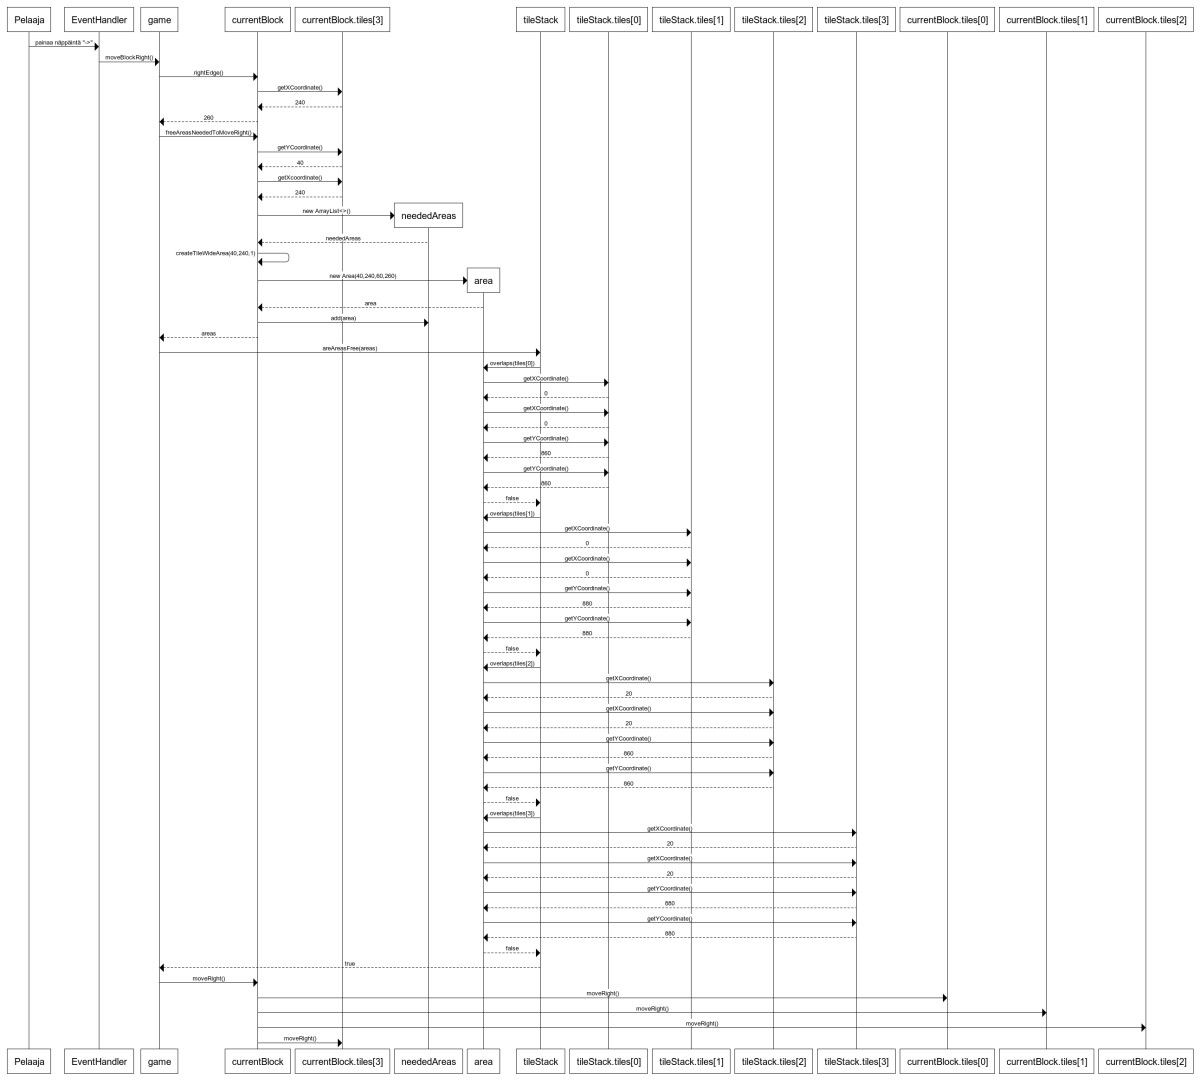 Pelaaja EventHandler game currentBlock currentBlock.tiles[3] tileStack tileStack.tiles[0] tileStack.tiles[1] tileStack.tiles[2] tileStack.tiles[3] currentBlock.tiles[0] currentBlock.tiles[1] currentBlock.tiles[2]
painaa näppäintä "->"
moveBlockRight()
rightEdge()
getXCoordinate()
240
260
freeAreasNeededToMoveRight()
getYCoordinate()
40
getXcoordinate()
240
new ArrayList<>()
neededAreas
neededAreas
createTileWideArea(40,240,1)
new Area(40,240,60,260)
area
area
add(area)
areas
areAreasFree(areas)
overlaps(tiles[0])
getXCoordinate()
0
getXCoordinate()
0
getYCoordinate()
860
getYCoordinate()
860
false
overlaps(tiles[1])
getXCoordinate()
0
getXCoordinate()
0
getYCoordinate()
880
getYCoordinate()
880
false
overlaps(tiles[2])
getXCoordinate()
20
getXCoordinate()
20
getYCoordinate()
860
getYCoordinate()
860
false
overlaps(tiles[3])
getXCoordinate()
20
getXCoordinate()
20
getYCoordinate()
880
getYCoordinate()
880
false
true
moveRight()
moveRight()
moveRight()
moveRight()
moveRight()
Pelaaja EventHandler game currentBlock currentBlock.tiles[3] neededAreas area tileStack tileStack.tiles[0] tileStack.tiles[1] tileStack.tiles[2] tileStack.tiles[3] currentBlock.tiles[0] currentBlock.tiles[1] currentBlock.tiles[2]